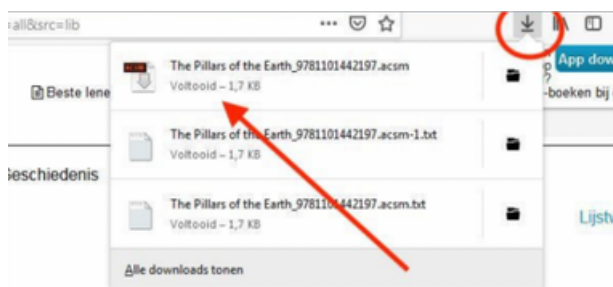 =all&src=lib
App dow
The Pillars of the Earth_9781101442197.acsm
Voltooid – 1,7 KB
Beste lene
-boeken bij
The Pillars of the Earth_9781101442197.acsm-1.txt
Voltooid – 1,7 KB
Geschiedenis
The Pillars of the Earth_9781101442197.acsm.txt
Voltooid – 1,7 KB
Lijstv
Alle downloads tonen